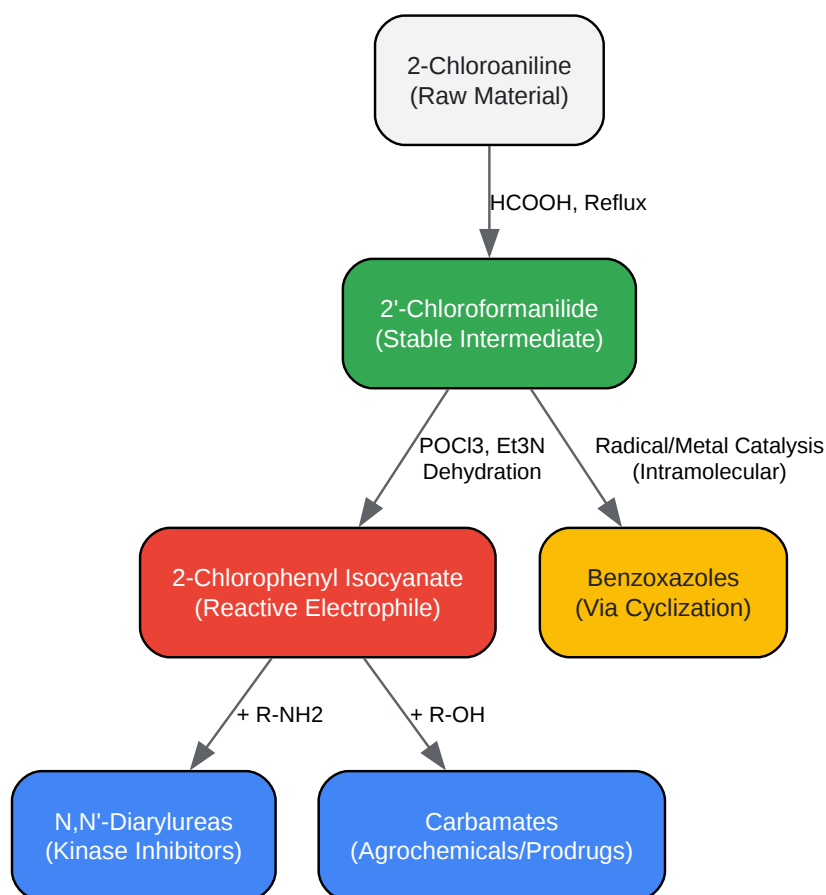 2-Chloroaniline
(Raw Material)
HCOOH, Reflux
2'-Chloroformanilide
(Stable Intermediate)
POCl3, Et3N
Dehydration
Radical/Metal Catalysis
(Intramolecular)
2-Chlorophenyl Isocyanate
(Reactive Electrophile)
Benzoxazoles
(Via Cyclization)
+ R-NH2
+ R-OH
N,N'-Diarylureas
(Kinase Inhibitors)
Carbamates
(Agrochemicals/Prodrugs)